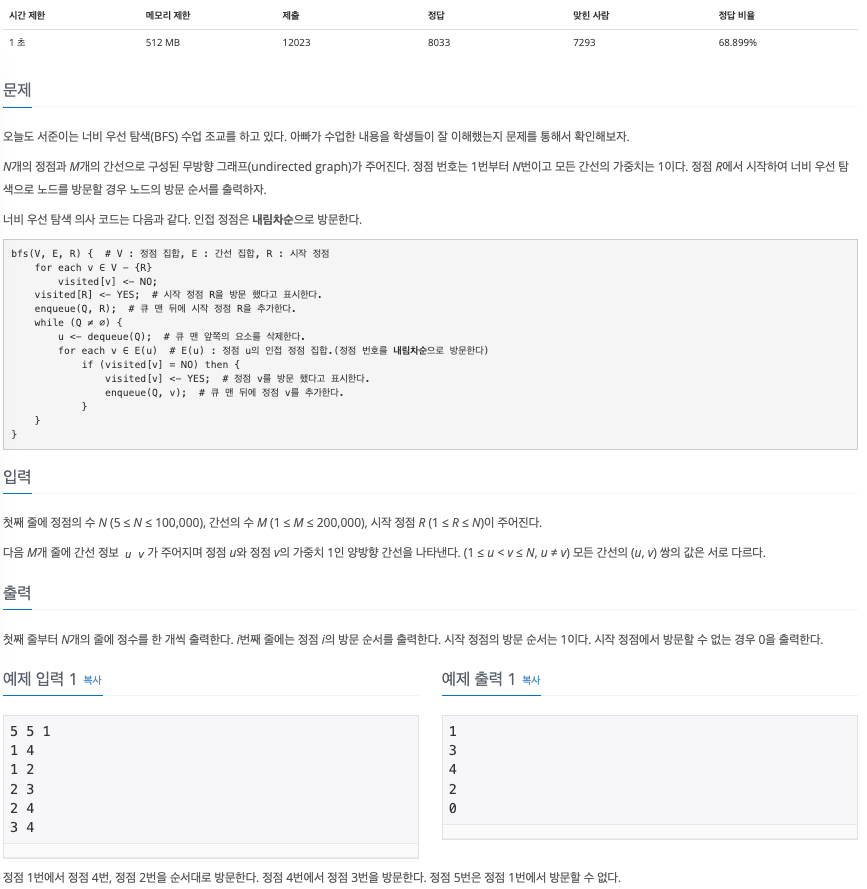 시간 제한 메모리 제한 제출 정답 맞힌 사람 정답 비율
1 초 512 MB 12023 8033 7293 68.899%
문제
오늘도 서준이는 너비 우선 탐색(BFS) 수업 조교를 하고 있다. 아빠가 수업한 내용을 학생들이 잘 이해했는지 문제를 통해서 확인해보자.
N개의 정점과 M개의 간선으로 구성된 무방향 그래프(undirected graph)가 주어진다. 정점 번호는 1번부터 N번이고 모든 간선의 가중치는 1이다. 정점 R에서 시작하여 너비 우선 탐
색으로 노드를 방문할 경우 노드의 방문 순서를 출력하자.
너비 우선 탐색 의사 코드는 다음과 같다. 인접 정점은 내림차순으로 방문한다.
bfs(V, E, R) {  # V : 정점 집합, E : 간선 집합, R : 시작 정점
    for each v ∈ V - {R}
        visited[v] <- NO;
    visited[R] <- YES;  # 시작 정점 R을 방문 했다고 표시한다.
    enqueue(Q, R);  # 큐 맨 뒤에 시작 정점 R을 추가한다.
    while (Q ≠ ∅) {
        u <- dequeue(Q);  # 큐 맨 앞쪽의 요소를 삭제한다.
        for each v ∈ E(u)  # E(u) : 정점 u의 인접 정점 집합.(정점 번호를 내림차순으로 방문한다)
            if (visited[v] = NO) then {
                visited[v] <- YES;  # 정점 v를 방문 했다고 표시한다.
                enqueue(Q, v);  # 큐 맨 뒤에 정점 v를 추가한다.
            }
    }
}
입력
첫째 줄에 정점의 수 N (5 ≤ N ≤ 100,000), 간선의 수 M (1 ≤ M ≤ 200,000), 시작 정점 R (1 ≤ R ≤ N)이 주어진다.
다음 M개 줄에 간선 정보 u v 가 주어지며 정점 u와 정점 v의 가중치 1인 양방향 간선을 나타낸다. (1 ≤ u < v ≤ N, u ≠ v) 모든 간선의 (u, v) 쌍의 값은 서로 다르다.
출력
첫째 줄부터 N개의 줄에 정수를 한 개씩 출력한다. i번째 줄에는 정점 i의 방문 순서를 출력한다. 시작 정점의 방문 순서는 1이다. 시작 정점에서 방문할 수 없는 경우 0을 출력한다.
예제 입력 1 복사
5 5 1
1 4
1 2
2 3
2 4
3 4
예제 출력 1 복사
1
3
4
2
0
정점 1번에서 정점 4번, 정점 2번을 순서대로 방문한다. 정점 4번에서 정점 3번을 방문한다. 정점 5번은 정점 1번에서 방문할 수 없다.